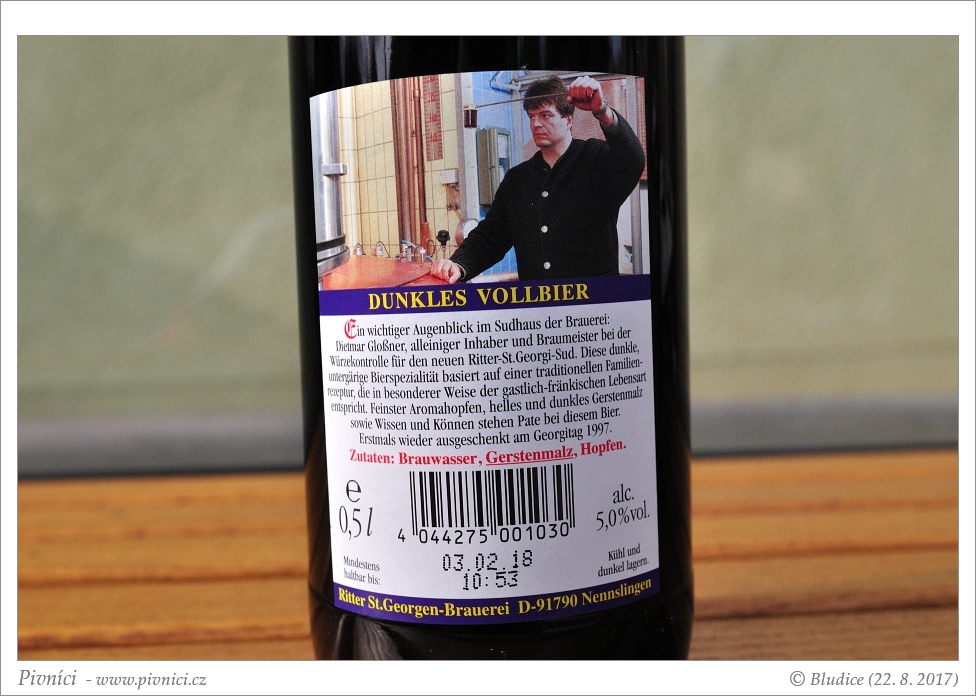 DUNKLES VOLLBIER
Ein wichtiger Augenblick im Sudhaus der Brauerei:
Dietmar Gloßner, alleiniger Inhaber und Braumeister bei der
Würzekontrolle für den neuen Ritter-St.Georgi-Sud. Diese dunkle,
untergärige Bierspezialität basiert auf einer traditionellen Familien-
rezeptur, die in besonderer Weise der gastlich-fränkischen Lebensart
entspricht. Feinster Aromahopfen, helles und dunkles Gerstenmalz
sowie Wissen und Können stehen Pate bei diesem Bier.
Erstmals wieder ausgeschenkt am Georgitag 1997.
Zutaten: Brauwasser, Gerstenmalz, Hopfen.
e
0,5 l
4 044275 001030
alc.
5,0%vol.
Mindestens
haltbar bis:
03.02.18
10:53
Kühl und
dunkel lagern.
Ritter St.Georgen-Brauerei D-91790 Nennslingen
Pivníci - www.pivnici.cz
© Bludice (22. 8. 2017)